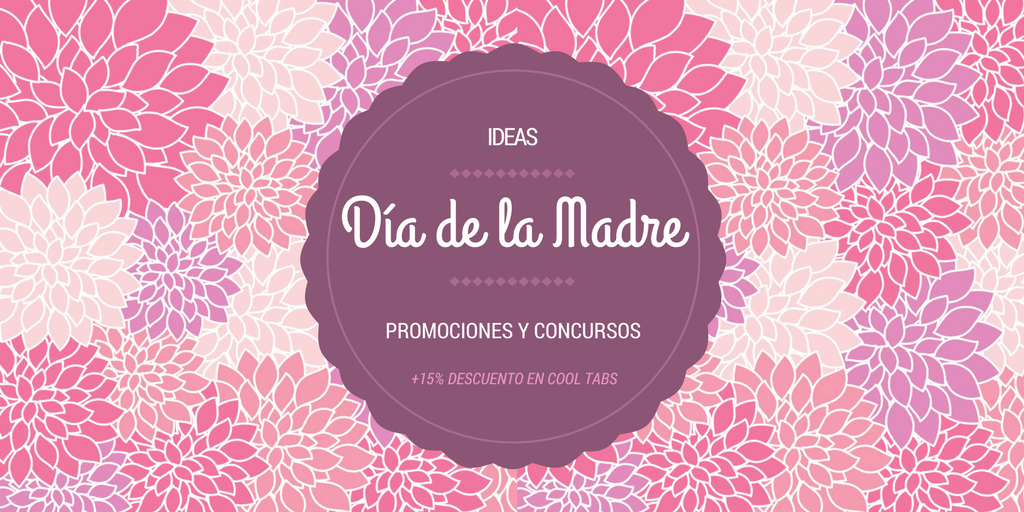 IDEAS
Día de la Madre
PROMOCIONES Y CONCURSOS
+15% DESCUENTO EN COOL TABS